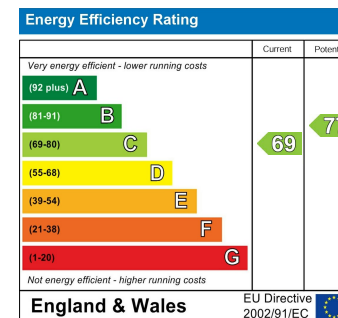 Energy Efficiency Rating
Current Potent
Very energy efficient - lower running costs
(92 plus) A
(81-91) B
(69-80) C
(55-68) D
(39-54) E
(21-38) F
(1-20) G
69
Not energy efficient - higher running costs
England & Wales
EU Directive
2002/91/EC